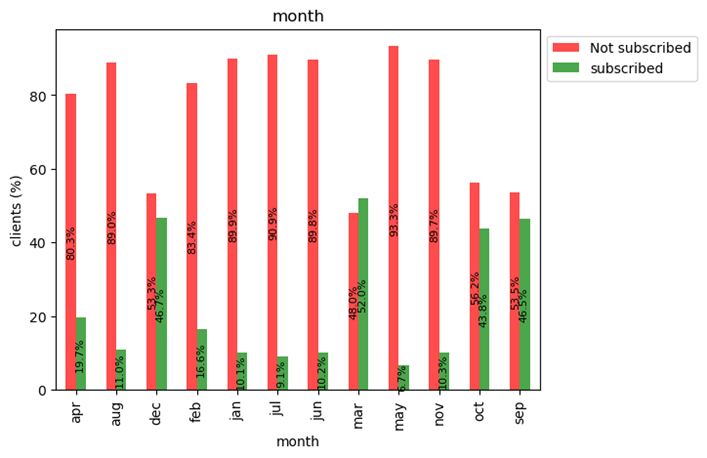 month
Not subscribed
subscribed
clients (%)
80
60
40
20
0
80.3%
19.7%
89.0%
11.0%
53.3%
46.7%
83.4%
16.6%
89.9%
10.1%
90.9%
9.1%
89.8%
10.2%
48.0%
52.0%
93.3%
6.7%
89.7%
10.3%
56.2%
43.8%
53.5%
46.5%
apr
aug
dec
feb
jan
jul
jun
mar
may
nov
oct
sep
month